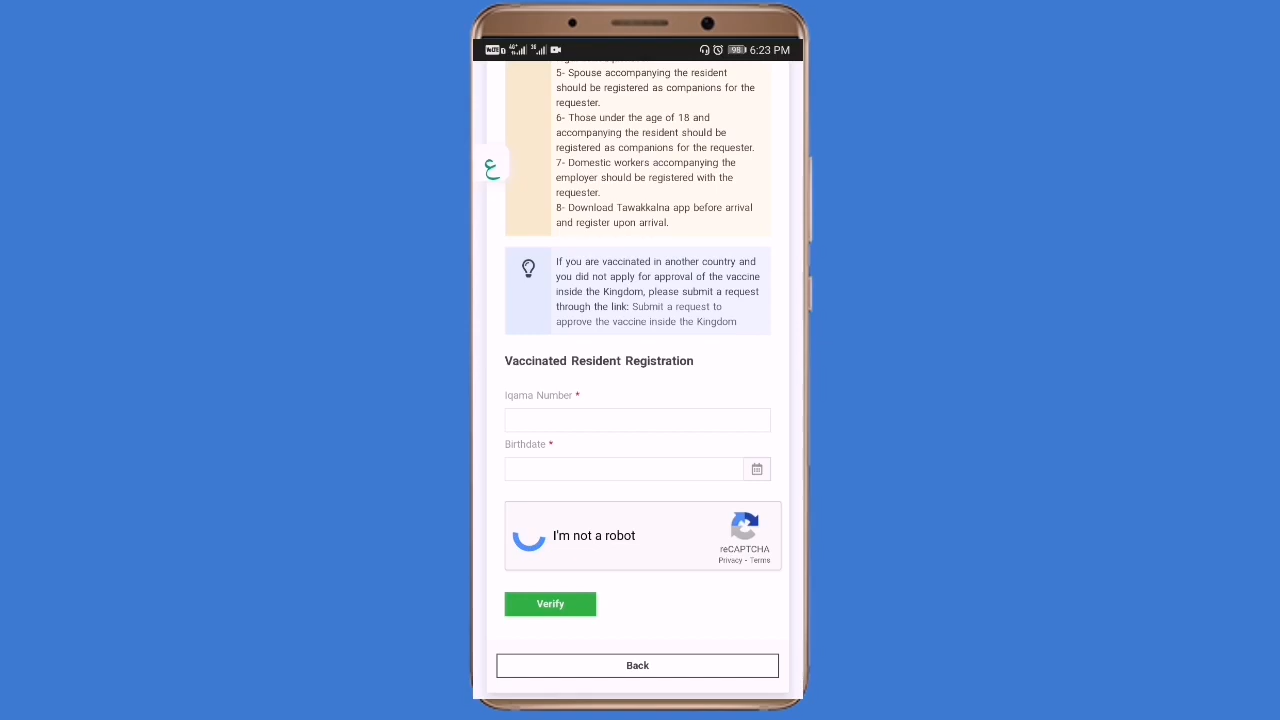 6:23 PM
98
5- Spouse accompanying the resident
should be registered as companions for the
requester.
6- Those under the age of 18 and
accompanying the resident should be
registered as companions for the requester.
7- Domestic workers accompanying the
employer should be registered with the
requester.
8- Download Tawakkalna app before arrival
and register upon arrival.
ع
If you are vaccinated in another country and
you did not apply for approval of the vaccine
inside the Kingdom, please submit a request
through the link: Submit a request to
approve the vaccine inside the Kingdom
Vaccinated Resident Registration
Iqama Number *
Birthdate *
I'm not a robot
reCAPTCHA
Privacy - Terms
Verify
Back